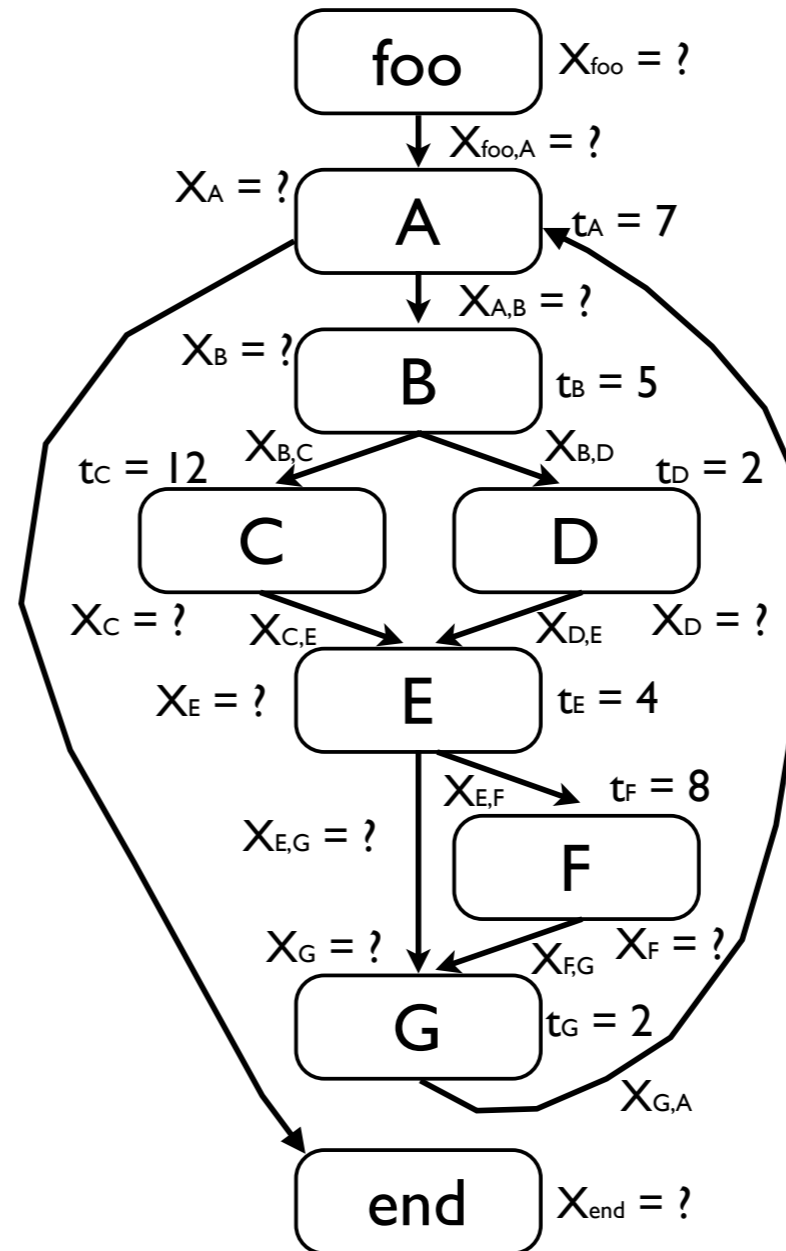 foo
X_foo = ?
X_foo,A = ?
X_A = ?
A
t_A = 7
X_A,B = ?
X_B = ?
B
t_B = 5
X_B,C
X_B,D
t_C = 12
t_D = 2
C
D
X_C = ?
X_C,E
X_D,E
X_D = ?
X_E = ?
E
t_E = 4
X_E,F
t_F = 8
X_E,G = ?
F
X_G = ?
X_F,G
X_F = ?
G
t_G = 2
X_G,A
end
X_end = ?